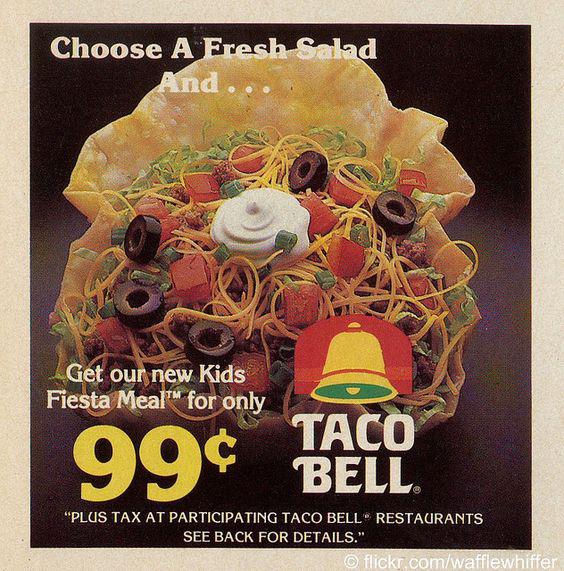 Choose A Fresh Salad
And . . .
Get our new Kids
Fiesta Meal™ for only
99¢
TACO
BELL®
"PLUS TAX AT PARTICIPATING TACO BELL® RESTAURANTS
SEE BACK FOR DETAILS."
© flickr.com/wafflewhiffer